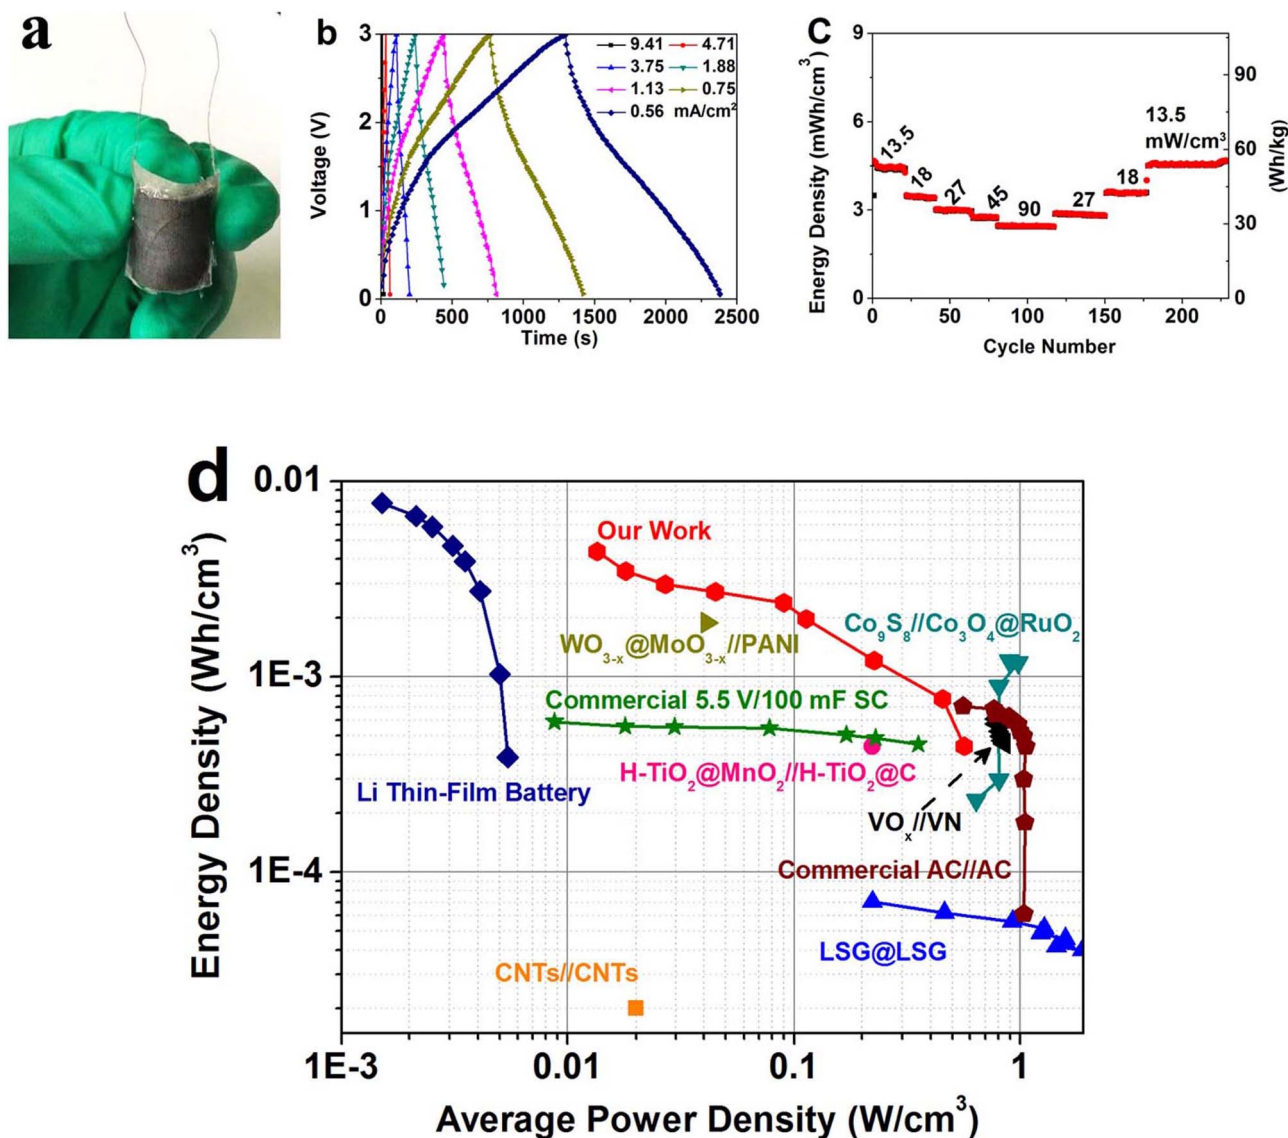 a
b
3
2
1
0
Voltage (V)
0 500 1000 1500 2000 2500
Time (s)
9.41 4.71
3.75 1.88
1.13 0.75
0.56 mA/cm²
C
9
6
3
0
Energy Density (mWh/cm³)
13.5
18
27
45
90
27
18
13.5
mW/cm³
90
60
30
0
(Wh/kg)
0 50 100 150 200
Cycle Number
d
0.01
1E-3
1E-4
Energy Density (Wh/cm³)
Our Work
WO₃₋ₓ@MoO₃₋ₓ//PANI
Co₉S₈//Co₃O₄@RuO₂
Commercial 5.5 V/100 mF SC
H-TiO₂@MnO₂//H-TiO₂@C
Li Thin-Film Battery
VOₓ//VN
Commercial AC//AC
LSG@LSG
CNTs//CNTs
1E-3 0.01 0.1 1
Average Power Density (W/cm³)